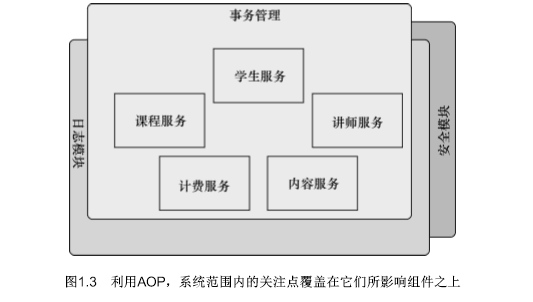 事务管理
学生服务
课程服务
讲师服务
日志模块
安全模块
计费服务
内容服务
图1.3 利用AOP，系统范围内的关注点覆盖在它们所影响组件之上